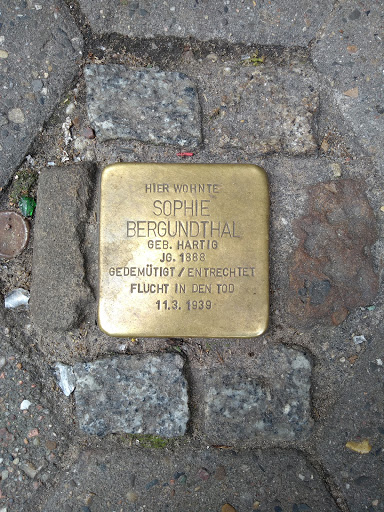 HIER WOHNTE
SOPHIE
BERGUNDTHAL
GEB. HARTIG
JG. 1888
GEDEMÜTIGT / ENTRECHTET
FLUCHT IN DEN TOD
11.3. 1939